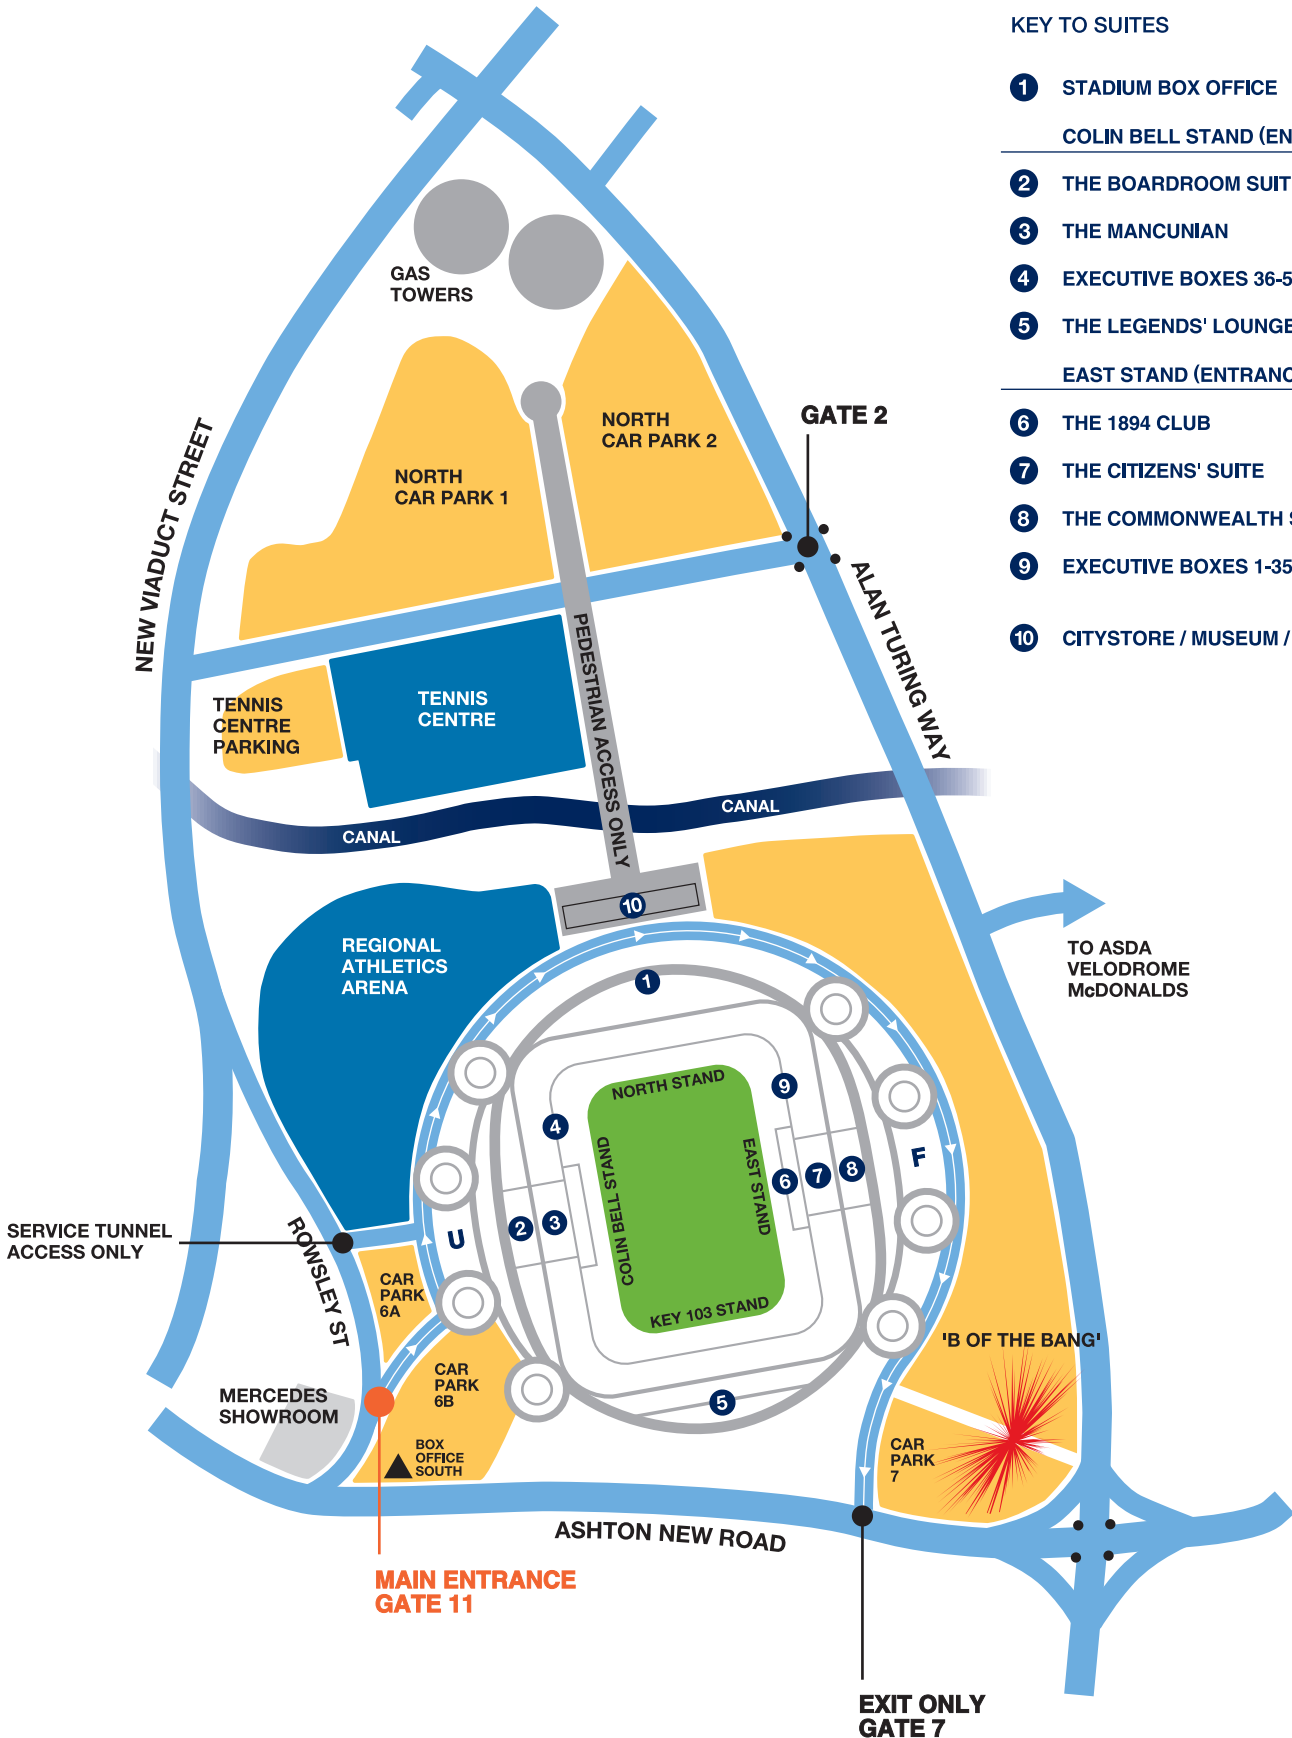 KEY TO SUITES
1 STADIUM BOX OFFICE
COLIN BELL STAND (EN
2 THE BOARDROOM SUIT
3 THE MANCUNIAN
4 EXECUTIVE BOXES 36-5
5 THE LEGENDS' LOUNGE
EAST STAND (ENTRANC
6 THE 1894 CLUB
7 THE CITIZENS' SUITE
8 THE COMMONWEALTH S
9 EXECUTIVE BOXES 1-35
10 CITYSTORE / MUSEUM /
GAS
TOWERS
NORTH
CAR PARK 2
GATE 2
NORTH
CAR PARK 1
NEW VIADUCT STREET
ALAN TURING WAY
PEDESTRIAN ACCESS ONLY
TENNIS
CENTRE
PARKING
TENNIS
CENTRE
CANAL
CANAL
10
REGIONAL
ATHLETICS
ARENA
TO ASDA
VELODROME
McDONALDS
1
NORTH STAND
9
4
COLIN BELL STAND
EAST STAND
6
7
8
F
2
3
U
SERVICE TUNNEL
ACCESS ONLY
ROWSLEY ST
CAR
PARK
6A
KEY 103 STAND
'B OF THE BANG'
CAR
PARK
6B
MERCEDES
SHOWROOM
5
BOX
OFFICE
SOUTH
CAR
PARK
7
ASHTON NEW ROAD
MAIN ENTRANCE
GATE 11
EXIT ONLY
GATE 7